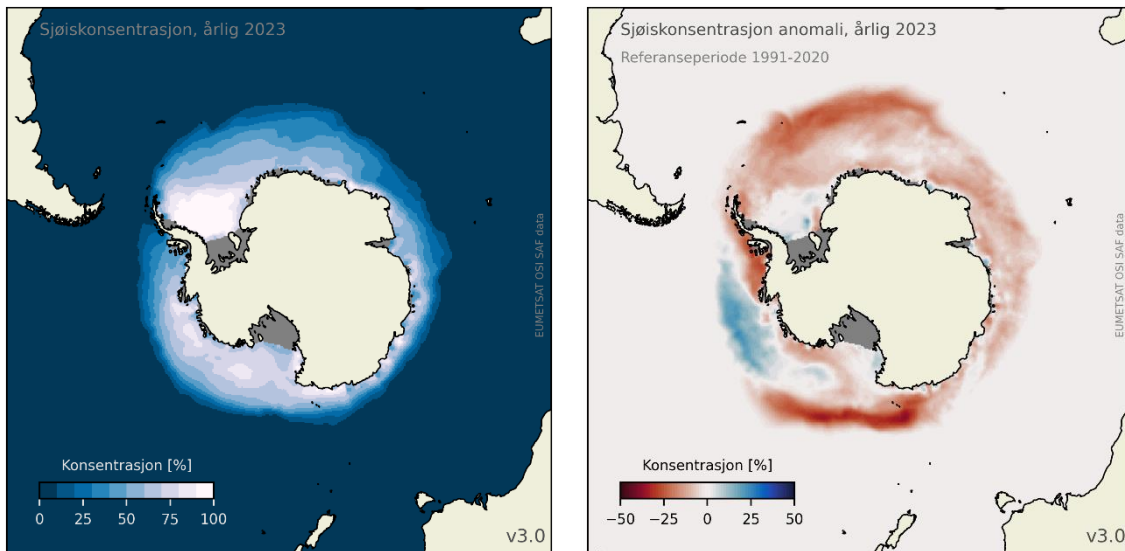 Sjøiskonsentrasjon, årlig 2023
EUMETSAT OSI SAF data
Konsentrasjon [%]
0 25 50 75 100
v3.0
Sjøiskonsentrasjon anomali, årlig 2023
Referanseperiode 1991-2020
EUMETSAT OSI SAF data
Konsentrasjon [%]
−50 −25 0 25 50
v3.0